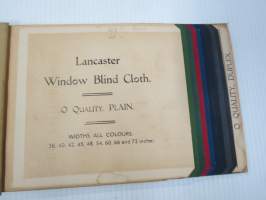 Lancaster
Window Blind Cloth.
O QUALITY. PLAIN.
WIDTHS ALL COLOURS.
36, 40, 42, 45, 48, 54, 60, 66 and 72 inches.
O QUALITY. DUPLEX.